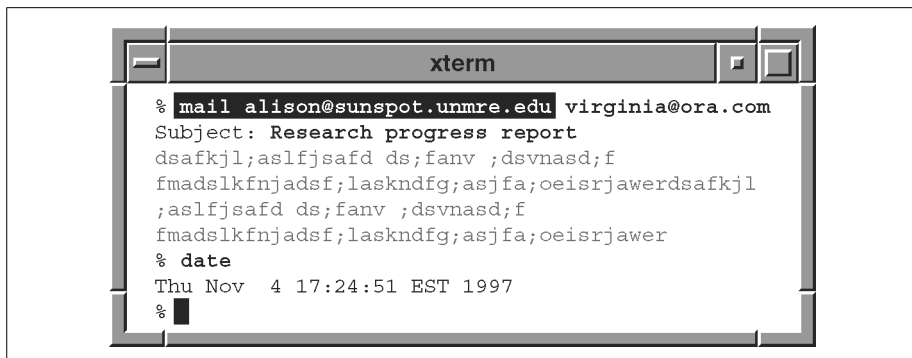 xterm
% mail alison@sunspot.unmre.edu virginia@ora.com
Subject: Research progress report
dsafkjl;aslfjsafd ds;fanv ;dsvnasd;f
fmadslkfnjadsf;laskndfg;asjfa;oeisrjawerdsafkjl
;aslfjsafd ds;fanv ;dsvnasd;f
fmadslkfnjadsf;laskndfg;asjfa;oeisrjawer
% date
Thu Nov  4 17:24:51 EST 1997
%